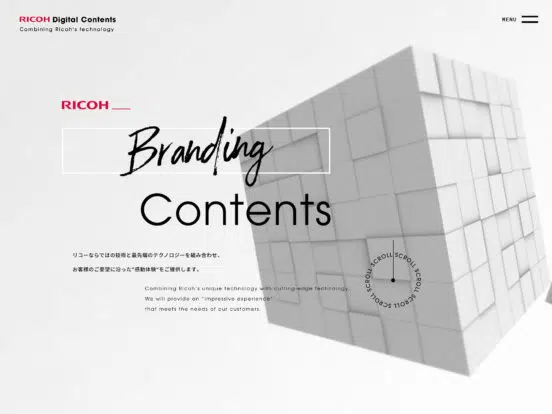 RICOH Digital Contents
Combining Ricoh's technology
MENU
RICOH
Branding
Contents
リコーならではの技術と最先端のテクノロジーを組み合わせ、
お客様のご要望に沿った"感動体験"をご提供します。
Combining Ricoh's unique technology with cutting-edge technology,
We will provide an "impressive experience"
that meets the needs of our customers.
SCROLL SCROLL SCROLL SCROLL SCROLL